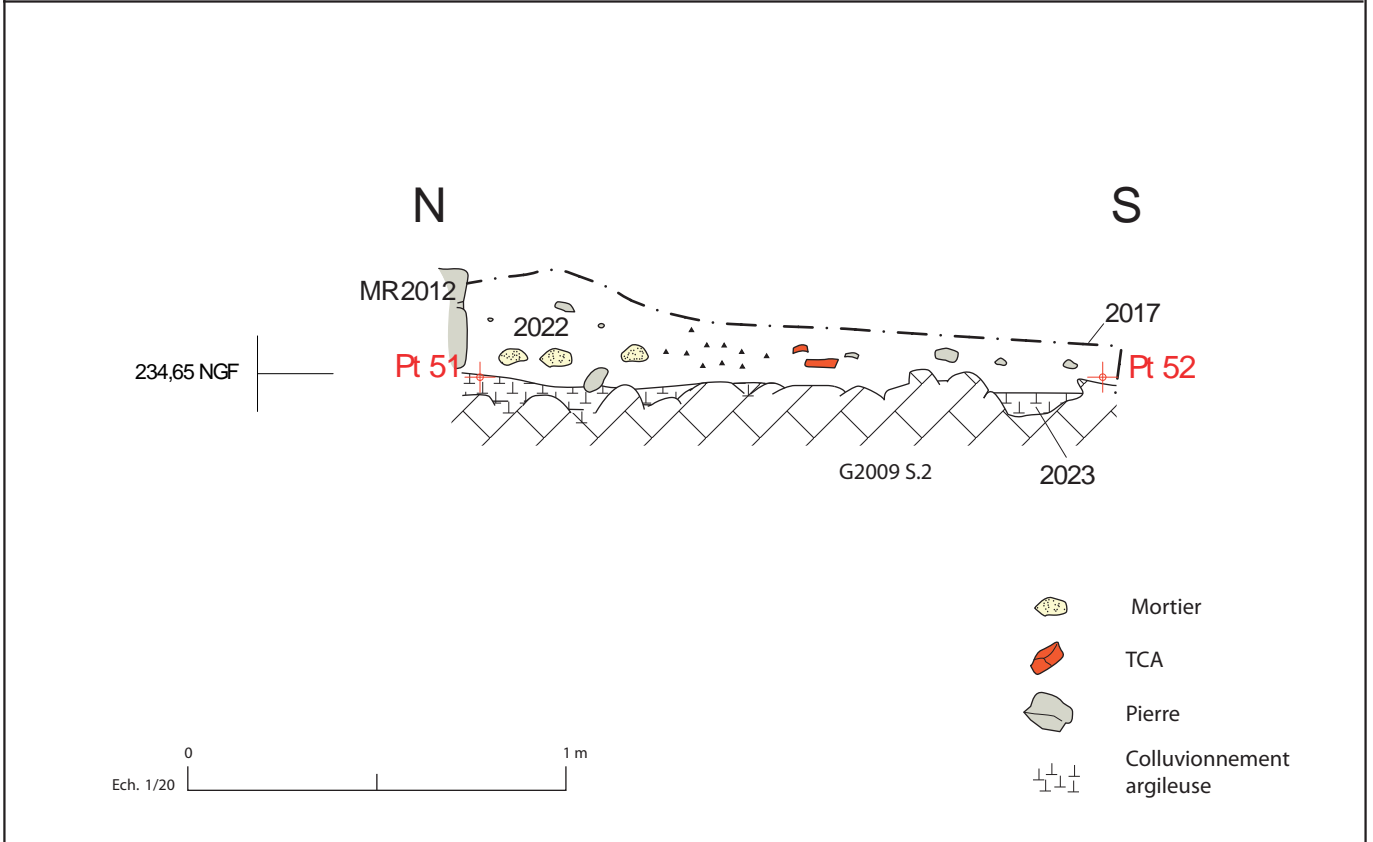 N
S
MR2012
2022
2017
234,65 NGF
Pt 51
Pt 52
G2009 S.2
2023
Mortier
TCA
Pierre
Colluvionnement
argileuse
0
1 m
Ech. 1/20